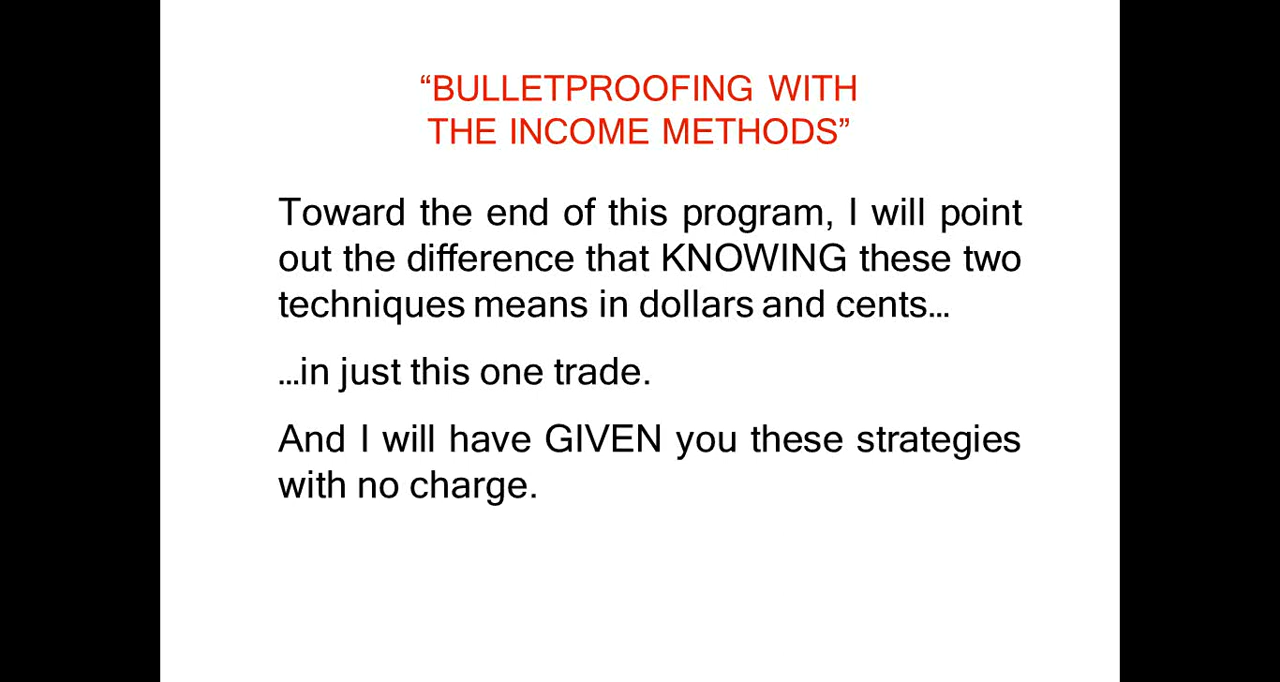 “BULLETPROOFING WITH
THE INCOME METHODS”
Toward the end of this program, I will point
out the difference that KNOWING these two
techniques means in dollars and cents…
…in just this one trade.
And I will have GIVEN you these strategies
with no charge.